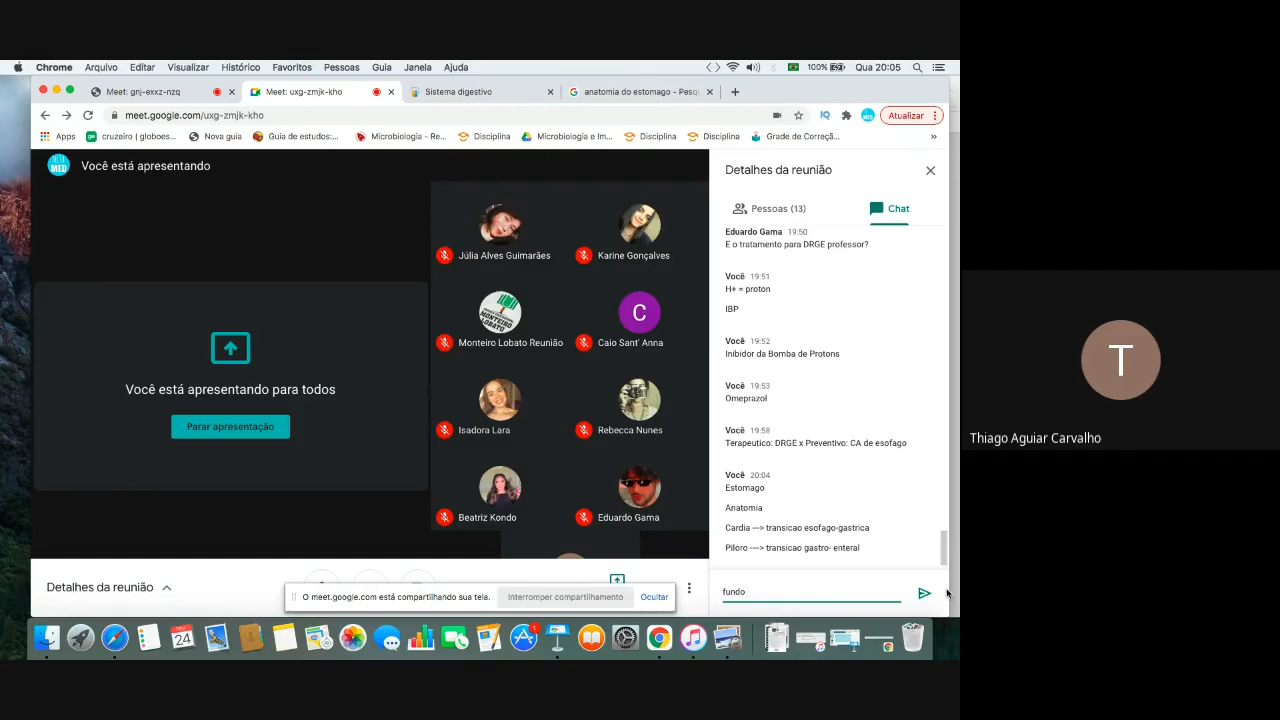 Chrome Arquivo Editar Visualizar Histórico Favoritos Pessoas Guia Janela Ajuda 100% Qua 20:05
Meet: gnj-exxz-nzq
Meet: uxg-zmjk-kho
Sistema digestivo
anatomia do estomago - Pesqu
meet.google.com/uxg-zmjk-kho
IQ
Atualizar
Apps
cruzeiro | globoes...
Nova guia
Guia de estudos:...
Microbiologia - Re...
Disciplina
Microbiologia e Im...
Disciplina
Disciplina
Grade de Correçã...
»
MED
Você está apresentando
Você está apresentando para todos
Parar apresentação
Júlia Alves Guimarães
Karine Gonçalves
MONTEIRO LOBATO
Monteiro Lobato Reunião
C
Caio Sant' Anna
Isadora Lara
Rebecca Nunes
Beatriz Kondo
Eduardo Gama
Detalhes da reunião
Pessoas (13)
Chat
Eduardo Gama 19:50
E o tratamento para DRGE professor?
Você 19:51
H+ = proton
IBP
Você 19:52
Inibidor da Bomba de Protons
Você 19:53
Omeprazol
Você 19:58
Terapeutico: DRGE x Preventivo: CA de esofago
Você 20:04
Estomago
Anatomia
Cardia —-> transicao esofago-gastrica
Piloro —-> transicao gastro- enteral
fundo
Detalhes da reunião
O meet.google.com está compartilhando sua tela.
Interromper compartilhamento
Ocultar
24
1
T
Thiago Aguiar Carvalho